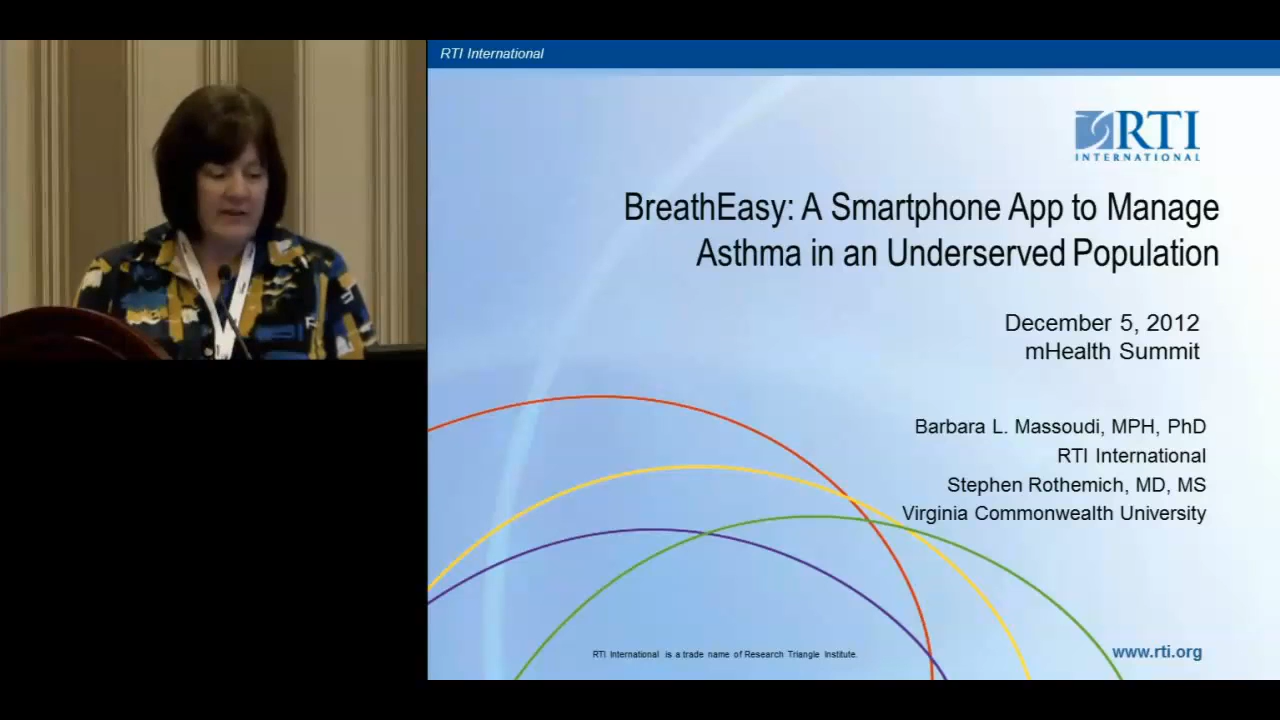 RTI International
RTI
INTERNATIONAL
BreathEasy: A Smartphone App to Manage
Asthma in an Underserved Population
December 5, 2012
mHealth Summit
Barbara L. Massoudi, MPH, PhD
RTI International
Stephen Rothemich, MD, MS
Virginia Commonwealth University
RTI International is a trade name of Research Triangle Institute.
www.rti.org